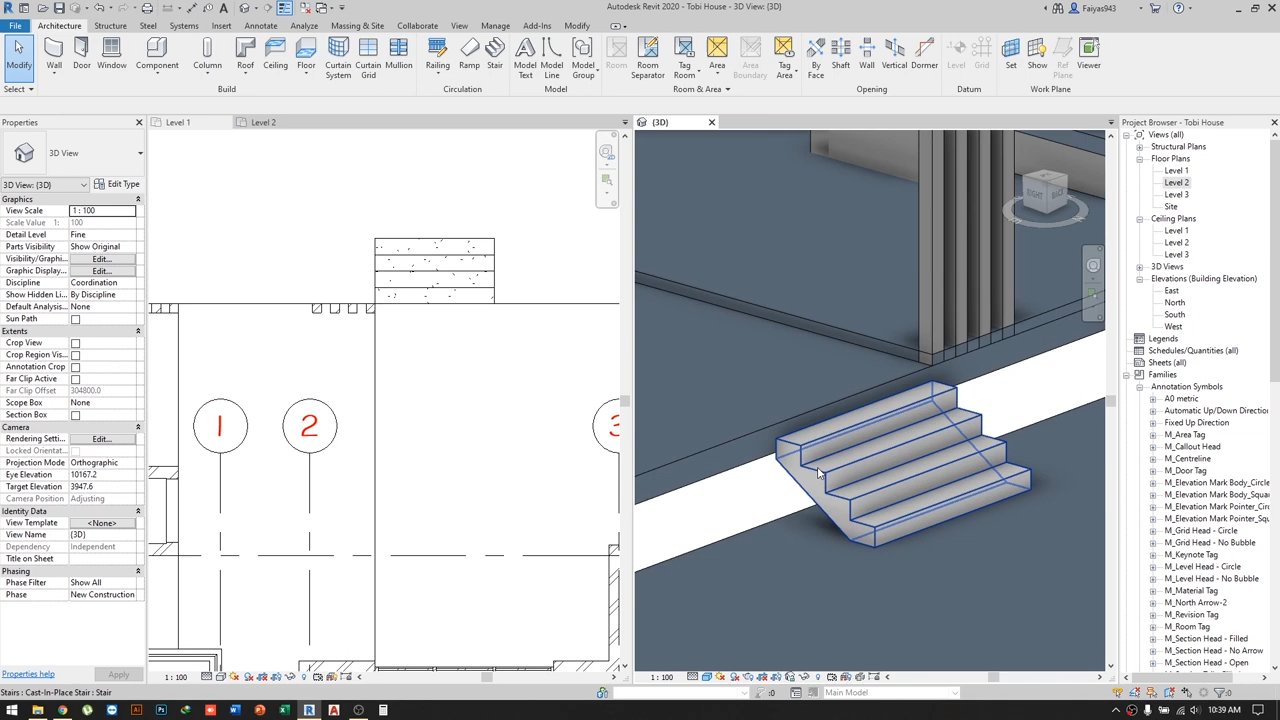 Autodesk Revit 2020 - Tobi House - 3D View: {3D}
Faiyas943
File Architecture Structure Steel Systems Insert Annotate Analyze Massing & Site Collaborate View Manage Add-Ins Modify
Modify Wall Door Window Component Column Roof Ceiling Floor Curtain System Curtain Grid Mullion Railing Ramp Stair Model Text Model Line Model Group Room Room Separator Tag Room Area Area Boundary Tag Area By Face Shaft Wall Vertical Dormer Level Grid Set Show Ref Plane Viewer
Select Build Circulation Model Room & Area Opening Datum Work Plane
Properties
3D View
3D View: {3D} Edit Type
Graphics
View Scale 1 : 100
Scale Value 1: 100
Detail Level Fine
Parts Visibility Show Original
Visibility/Graphi... Edit...
Graphic Display... Edit...
Discipline Coordination
Show Hidden Li... By Discipline
Default Analysis... None
Sun Path
Extents
Crop View
Crop Region Vis...
Annotation Crop
Far Clip Active
Far Clip Offset 304800.0
Scope Box None
Section Box
Camera
Rendering Setti... Edit...
Locked Orientat...
Projection Mode Orthographic
Eye Elevation 10167.2
Target Elevation 3947.6
Camera Position Adjusting
Identity Data
View Template <None>
View Name {3D}
Dependency Independent
Title on Sheet
Phasing
Phase Filter Show All
Phase New Construction
Properties help Apply
Level 1 Level 2
1 2 3
1 : 100
(3D)
RIGHT BACK
1 : 100
Project Browser - Tobi House
Views (all)
Structural Plans
Floor Plans
Level 1
Level 2
Level 3
Site
Ceiling Plans
Level 1
Level 2
Level 3
3D Views
Elevations (Building Elevation)
East
North
South
West
Legends
Schedules/Quantities (all)
Sheets (all)
Families
Annotation Symbols
A0 metric
Automatic Up/Down Directio
Fixed Up Direction
M_Area Tag
M_Callout Head
M_Centreline
M_Door Tag
M_Elevation Mark Body_Circle
M_Elevation Mark Body_Squar
M_Elevation Mark Pointer_Circ
M_Elevation Mark Pointer_Squ
M_Grid Head - Circle
M_Grid Head - No Bubble
M_Keynote Tag
M_Level Head - Circle
M_Level Head - No Bubble
M_Material Tag
M_North Arrow-2
M_Revision Tag
M_Room Tag
M_Section Head - Filled
M_Section Head - No Arrow
M_Section Head - Open
Stairs : Cast-In-Place Stair : Stair
:0 Main Model :0
10:39 AM